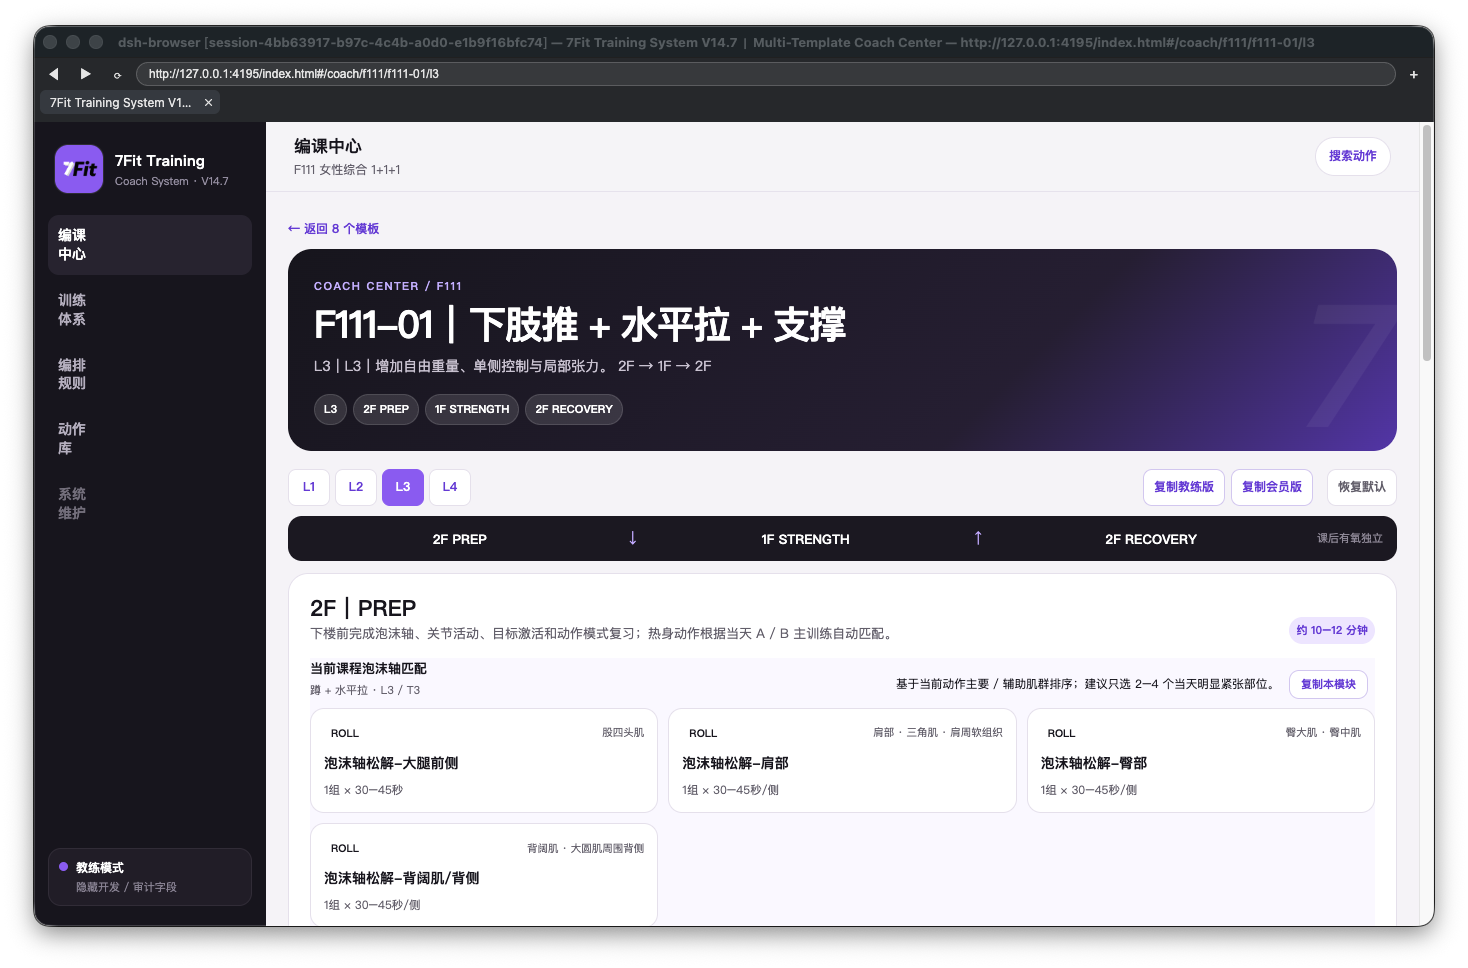 dsh-browser [session-4bb63917-b97c-4c4b-a0d0-e1b9f16bfc74] — 7Fit Training System V14.7 | Multi-Template Coach Center — http://127.0.0.1:4195/index.html#/coach/f111/f111-01/l3
http://127.0.0.1:4195/index.html#/coach/f111/f111-01/l3
+
7Fit Training System V1... ×
7Fit
7Fit Training
Coach System · V14.7
编课
中心
训练
体系
编排
规则
动作
库
系统
维护
教练模式
隐藏开发 / 审计字段
编课中心
F111 女性综合 1+1+1
搜索动作
← 返回 8 个模板
COACH CENTER / F111
F111–01｜下肢推 + 水平拉 + 支撑
L3｜L3｜增加自由重量、单侧控制与局部张力。 2F → 1F → 2F
L3 2F PREP 1F STRENGTH 2F RECOVERY
7
L1 L2 L3 L4 复制教练版 复制会员版 恢复默认
2F PREP ↓ 1F STRENGTH ↑ 2F RECOVERY 课后有氧独立
2F｜PREP
下楼前完成泡沫轴、关节活动、目标激活和动作模式复习；热身动作根据当天 A / B 主训练自动匹配。
约 10–12 分钟
当前课程泡沫轴匹配
蹲 + 水平拉 · L3 / T3
基于当前动作主要 / 辅助肌群排序；建议只选 2–4 个当天明显紧张部位。
复制本模块
ROLL 股四头肌
泡沫轴松解–大腿前侧
1组 × 30–45秒
ROLL 肩部 · 三角肌 · 肩周软组织
泡沫轴松解–肩部
1组 × 30–45秒/侧
ROLL 臀大肌 · 臀中肌
泡沫轴松解–臀部
1组 × 30–45秒/侧
ROLL 背阔肌 · 大圆肌周围背侧
泡沫轴松解–背阔肌/背侧
1组 × 30–45秒/侧